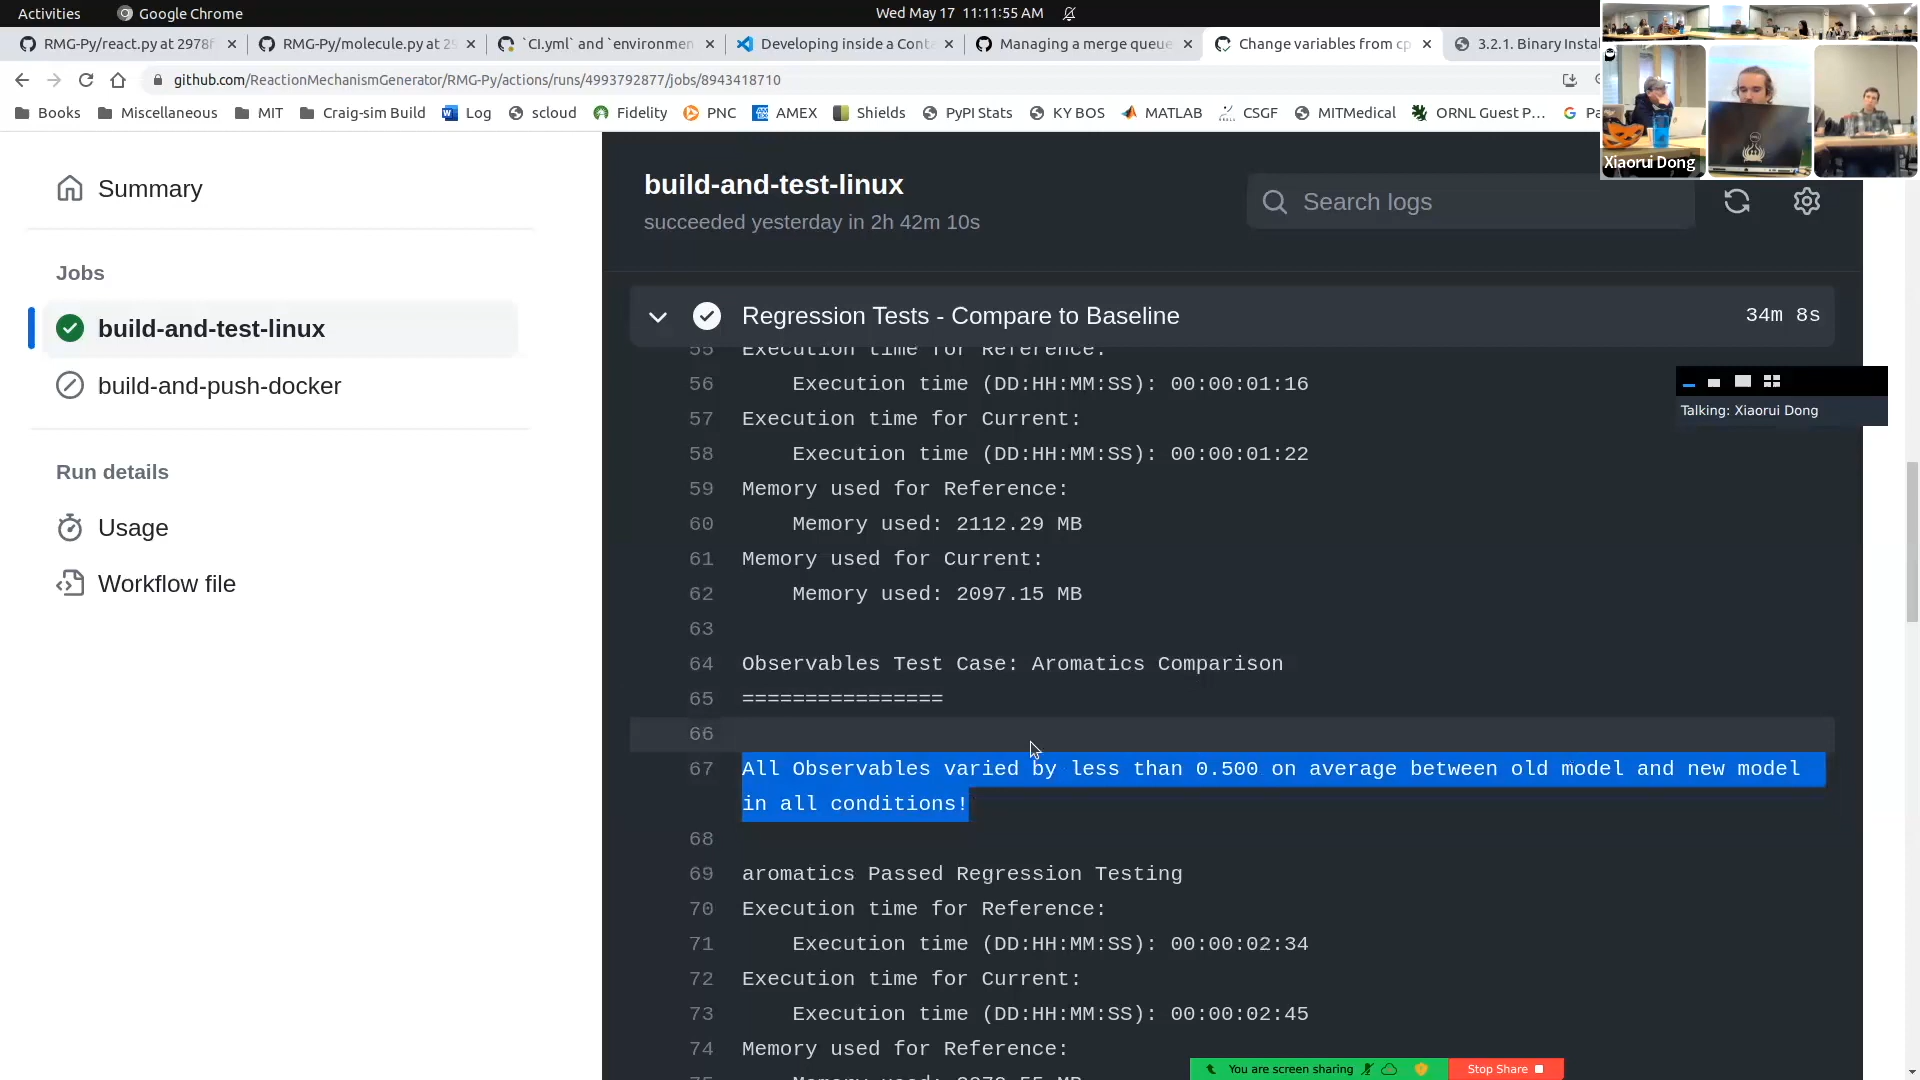 Activities
Google Chrome
Wed May 17 11:11:55 AM
RMG-Py/react.py at 2978f
RMG-Py/molecule.py at 29
`CI.yml` and `environmen
Developing inside a Conta
Managing a merge queue
Change variables from cp
3.2.1. Binary Insta
github.com/ReactionMechanismGenerator/RMG-Py/actions/runs/4993792877/jobs/8943418710
Books
Miscellaneous
MIT
Craig-sim Build
Log
scloud
Fidelity
PNC
AMEX
Shields
PyPI Stats
KY BOS
MATLAB
CSGF
MITMedical
ORNL Guest P...
Xiaorui Dong
Summary
Jobs
build-and-test-linux
build-and-push-docker
Run details
Usage
Workflow file
build-and-test-linux
succeeded yesterday in 2h 42m 10s
Search logs
Regression Tests - Compare to Baseline
34m 8s
55 Execution time for Reference:
56 Execution time (DD:HH:MM:SS): 00:00:01:16
57 Execution time for Current:
58 Execution time (DD:HH:MM:SS): 00:00:01:22
59 Memory used for Reference:
60 Memory used: 2112.29 MB
61 Memory used for Current:
62 Memory used: 2097.15 MB
63
64 Observables Test Case: Aromatics Comparison
65 ================
66
67 All Observables varied by less than 0.500 on average between old model and new model
in all conditions!
68
69 aromatics Passed Regression Testing
70 Execution time for Reference:
71 Execution time (DD:HH:MM:SS): 00:00:02:34
72 Execution time for Current:
73 Execution time (DD:HH:MM:SS): 00:00:02:45
74 Memory used for Reference:
Talking: Xiaorui Dong
You are screen sharing
Stop Share